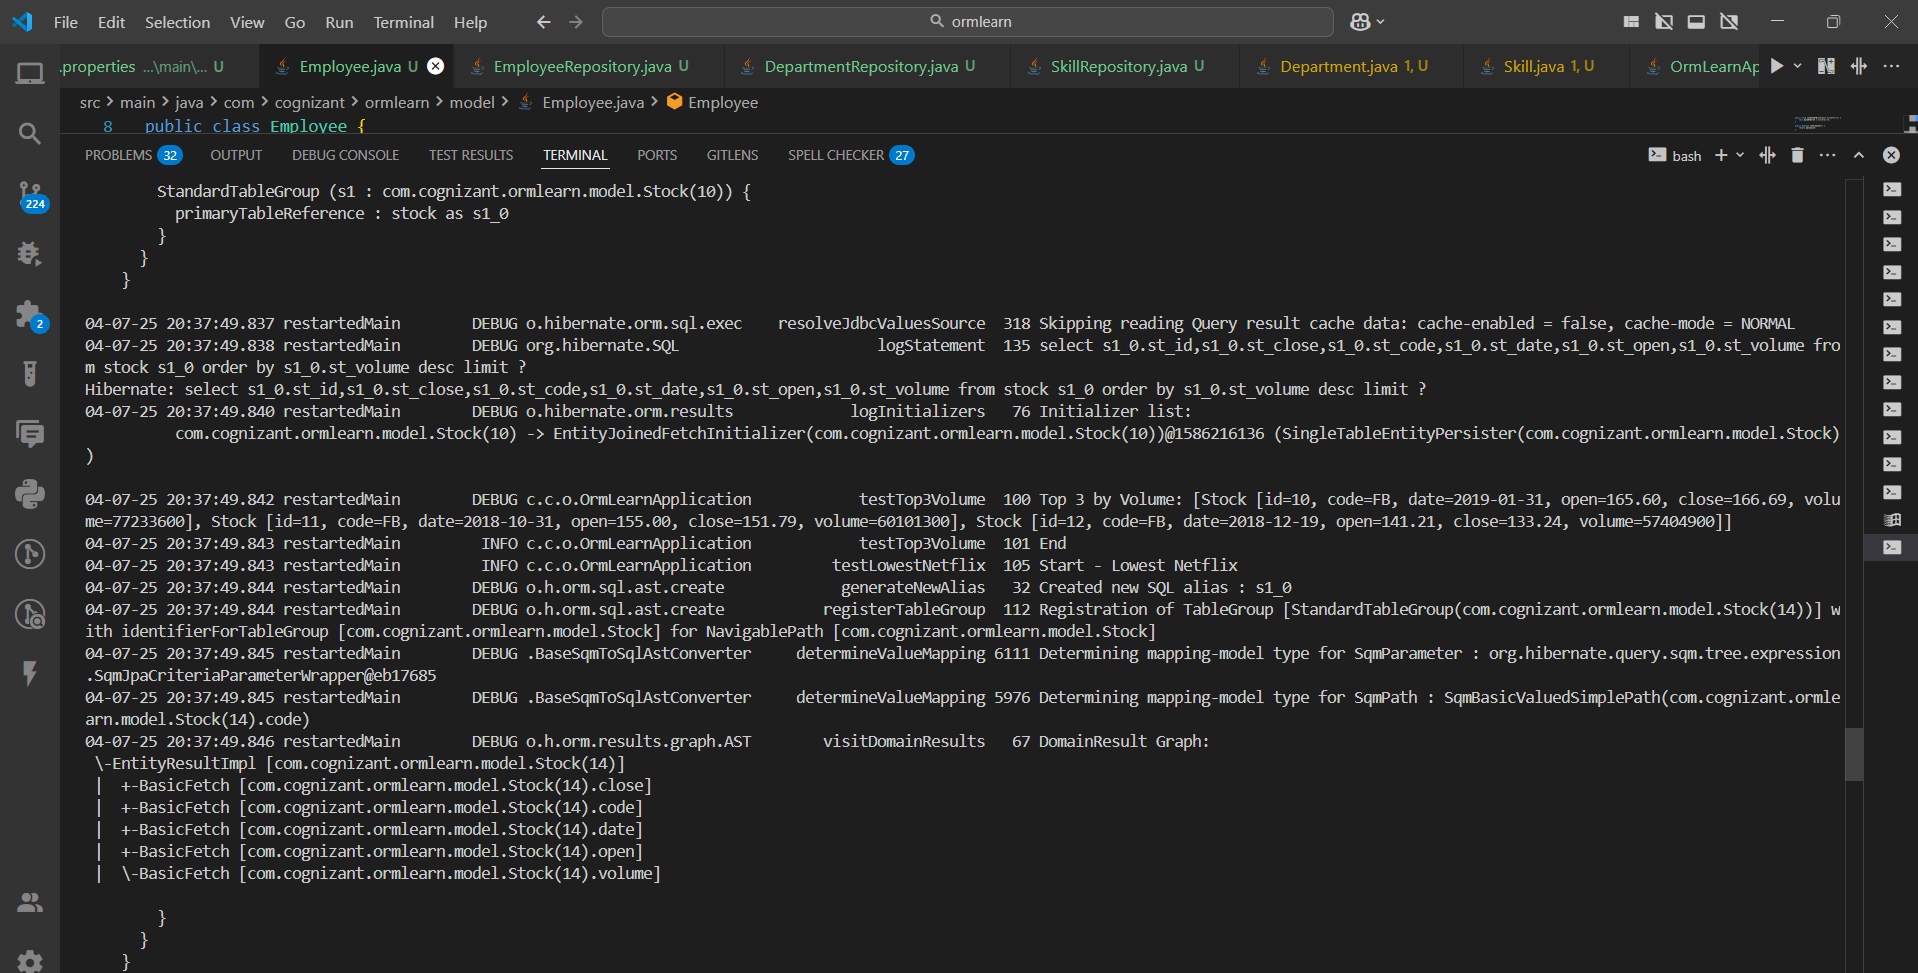 File Edit Selection View Go Run Terminal Help ormlearn
.properties ...\main\... U Employee.java U EmployeeRepository.java U DepartmentRepository.java U SkillRepository.java U Department.java 1, U Skill.java 1, U OrmLearnAp
src > main > java > com > cognizant > ormlearn > model > Employee.java > Employee
8 public class Employee {
PROBLEMS 32 OUTPUT DEBUG CONSOLE TEST RESULTS TERMINAL PORTS GITLENS SPELL CHECKER 27 bash
StandardTableGroup (s1 : com.cognizant.ormlearn.model.Stock(10)) {
primaryTableReference : stock as s1_0
}
}
}
04-07-25 20:37:49.837 restartedMain DEBUG o.hibernate.orm.sql.exec resolveJdbcValuesSource 318 Skipping reading Query result cache data: cache-enabled = false, cache-mode = NORMAL
04-07-25 20:37:49.838 restartedMain DEBUG org.hibernate.SQL logStatement 135 select s1_0.st_id,s1_0.st_close,s1_0.st_code,s1_0.st_date,s1_0.st_open,s1_0.st_volume fro
m stock s1_0 order by s1_0.st_volume desc limit ?
Hibernate: select s1_0.st_id,s1_0.st_close,s1_0.st_code,s1_0.st_date,s1_0.st_open,s1_0.st_volume from stock s1_0 order by s1_0.st_volume desc limit ?
04-07-25 20:37:49.840 restartedMain DEBUG o.hibernate.orm.results logInitializers 76 Initializer list:
com.cognizant.ormlearn.model.Stock(10) -> EntityJoinedFetchInitializer(com.cognizant.ormlearn.model.Stock(10))@1586216136 (SingleTableEntityPersister(com.cognizant.ormlearn.model.Stock)
)
04-07-25 20:37:49.842 restartedMain DEBUG c.c.o.OrmLearnApplication testTop3Volume 100 Top 3 by Volume: [Stock [id=10, code=FB, date=2019-01-31, open=165.60, close=166.69, volu
me=77233600], Stock [id=11, code=FB, date=2018-10-31, open=155.00, close=151.79, volume=60101300], Stock [id=12, code=FB, date=2018-12-19, open=141.21, close=133.24, volume=57404900]]
04-07-25 20:37:49.843 restartedMain INFO c.c.o.OrmLearnApplication testTop3Volume 101 End
04-07-25 20:37:49.843 restartedMain INFO c.c.o.OrmLearnApplication testLowestNetflix 105 Start - Lowest Netflix
04-07-25 20:37:49.844 restartedMain DEBUG o.h.orm.sql.ast.create generateNewAlias 32 Created new SQL alias : s1_0
04-07-25 20:37:49.844 restartedMain DEBUG o.h.orm.sql.ast.create registerTableGroup 112 Registration of TableGroup [StandardTableGroup(com.cognizant.ormlearn.model.Stock(14))] w
ith identifierForTableGroup [com.cognizant.ormlearn.model.Stock] for NavigablePath [com.cognizant.ormlearn.model.Stock]
04-07-25 20:37:49.845 restartedMain DEBUG .BaseSqmToSqlAstConverter determineValueMapping 6111 Determining mapping-model type for SqmParameter : org.hibernate.query.sqm.tree.expression
.SqmJpaCriteriaParameterWrapper@eb17685
04-07-25 20:37:49.845 restartedMain DEBUG .BaseSqmToSqlAstConverter determineValueMapping 5976 Determining mapping-model type for SqmPath : SqmBasicValuedSimplePath(com.cognizant.ormle
arn.model.Stock(14).code)
04-07-25 20:37:49.846 restartedMain DEBUG o.h.orm.results.graph.AST visitDomainResults 67 DomainResult Graph:
\-EntityResultImpl [com.cognizant.ormlearn.model.Stock(14)]
| +-BasicFetch [com.cognizant.ormlearn.model.Stock(14).close]
| +-BasicFetch [com.cognizant.ormlearn.model.Stock(14).code]
| +-BasicFetch [com.cognizant.ormlearn.model.Stock(14).date]
| +-BasicFetch [com.cognizant.ormlearn.model.Stock(14).open]
| \-BasicFetch [com.cognizant.ormlearn.model.Stock(14).volume]
}
}
}
224
2